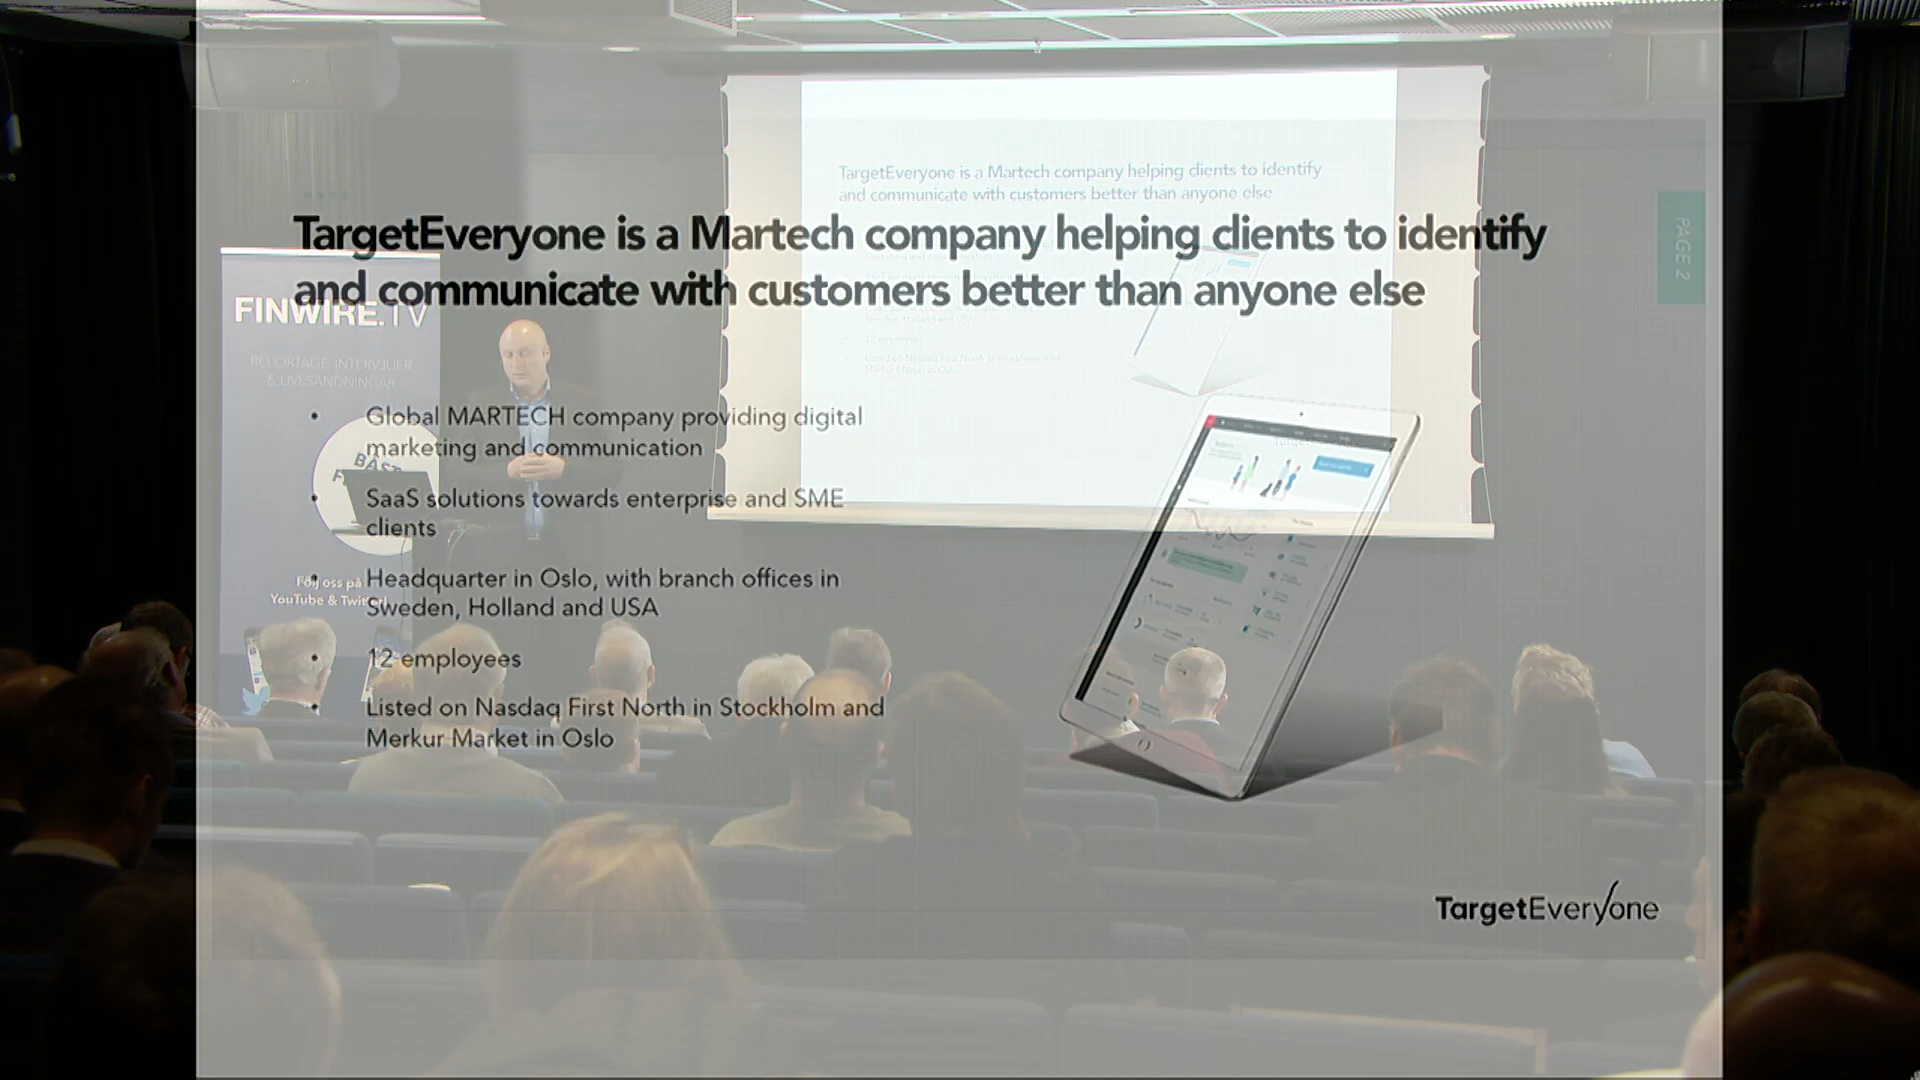 TargetEveryone is a Martech company helping clients to identify
and communicate with customers better than anyone else
PAGE 2
TargetEveryone is a Martech company helping clients to identify
and communicate with customers better than anyone else
FINWIRE.TV
REPORTAGE, INTERVJUER
& LIVESÄNDNINGAR
Följ oss på
YouTube & Twitter!
• Global MARTECH company providing digital
marketing and communication
• SaaS solutions towards enterprise and SME
clients
• Headquarter in Oslo, with branch offices in
Sweden, Holland and USA
• 12 employees
• Listed on Nasdaq First North in Stockholm and
Merkur Market in Oslo
TargetEveryone